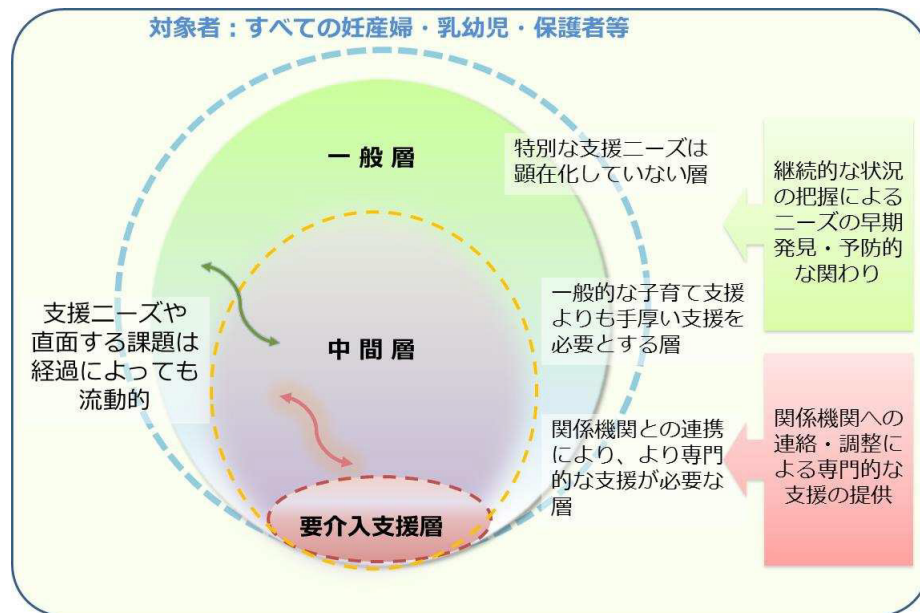 対象者：すべての妊産婦・乳幼児・保護者等
一般層
特別な支援ニーズは
顕在化していない層
継続的な状況
の把握による
ニーズの早期
発見・予防的
な関わり
支援ニーズや
直面する課題は
経過によっても
流動的
中間層
一般的な子育て支援
よりも手厚い支援を
必要とする層
要介入支援層
関係機関との連携
により、より専門
的な支援が必要な
層
関係機関への
連絡・調整に
よる専門的な
支援の提供